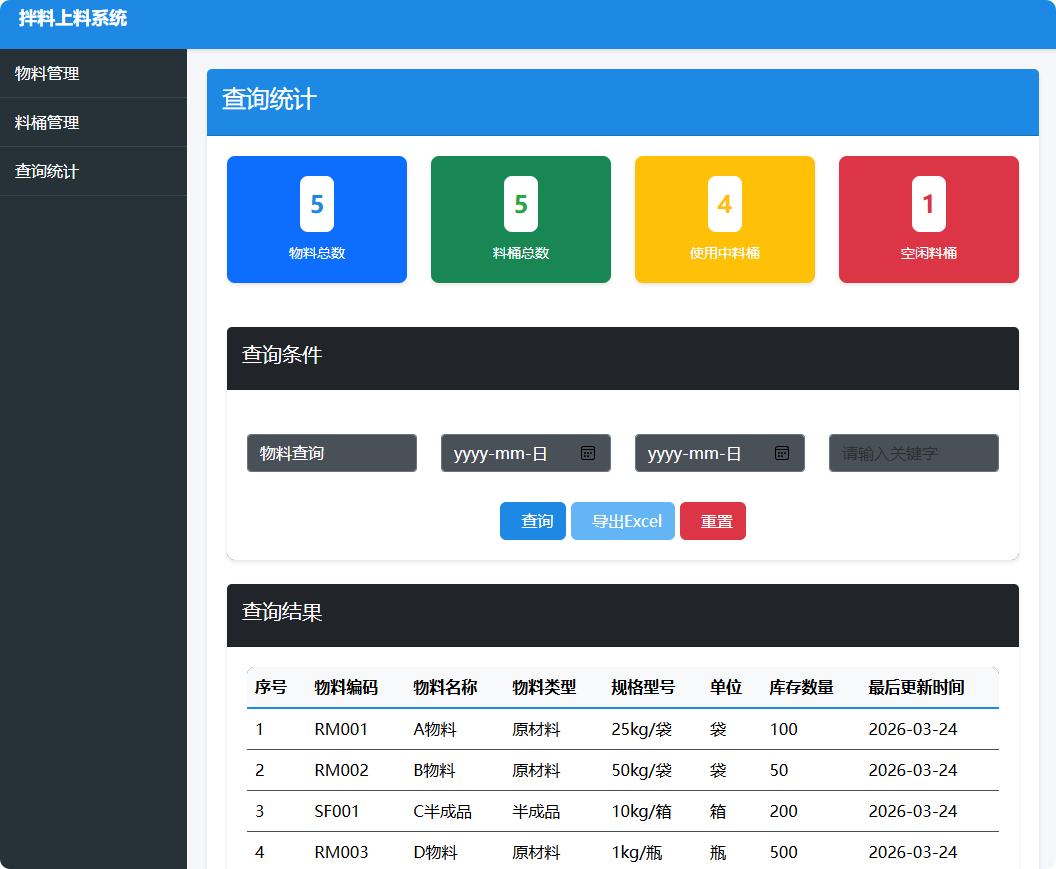 拌料上料系统
物料管理
料桶管理
查询统计
查询统计
5
物料总数
5
料桶总数
4
使用中料桶
1
空闲料桶
查询条件
物料查询 yyyy-mm-日 yyyy-mm-日 请输入关键字
查询 导出Excel 重置
查询结果
序号 物料编码 物料名称 物料类型 规格型号 单位 库存数量 最后更新时间
1 RM001 A物料 原材料 25kg/袋 袋 100 2026-03-24
2 RM002 B物料 原材料 50kg/袋 袋 50 2026-03-24
3 SF001 C半成品 半成品 10kg/箱 箱 200 2026-03-24
4 RM003 D物料 原材料 1kg/瓶 瓶 500 2026-03-24